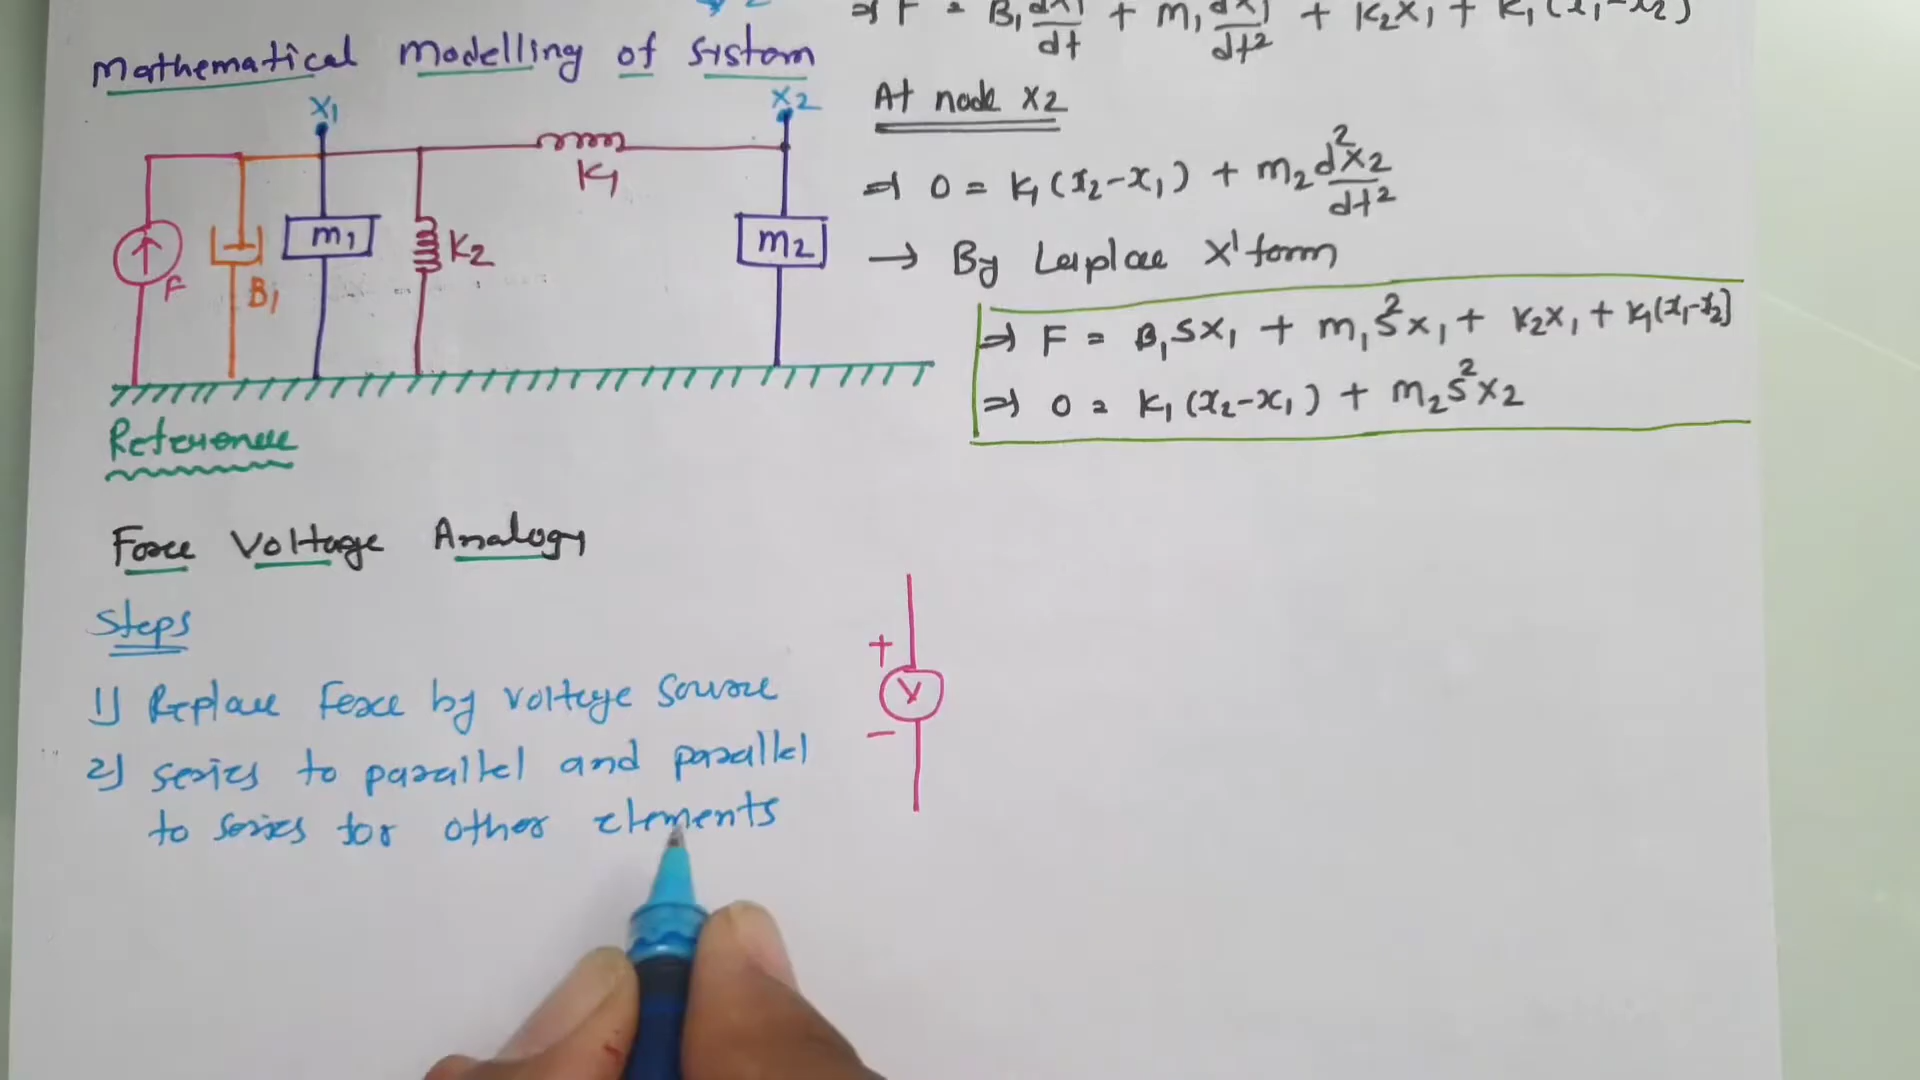 ⇒ F = B₁ dx₁/dt + m₁ dx₁/dt² + K₂x₁ + K₁(x₁-x₂)
Mathematical Modelling of System
X₁
X2
K₁
F
B₁
m₁
K2
m2
Reference
At node x2
⇒ 0 = K₁(x₂-x₁) + m₂ d²x₂/dt²
→ By Laplace X'form
⇒ F = B₁Sx₁ + m₁S²x₁ + K₂x₁ + K₁(x₁-x₂]
⇒ 0 = K₁(x₂-x₁) + m₂S²x₂
Force Voltage Analogy
Steps
1) Replace Force by voltage source
2) series to parallel and parallel
to series for other elements
+
V
−